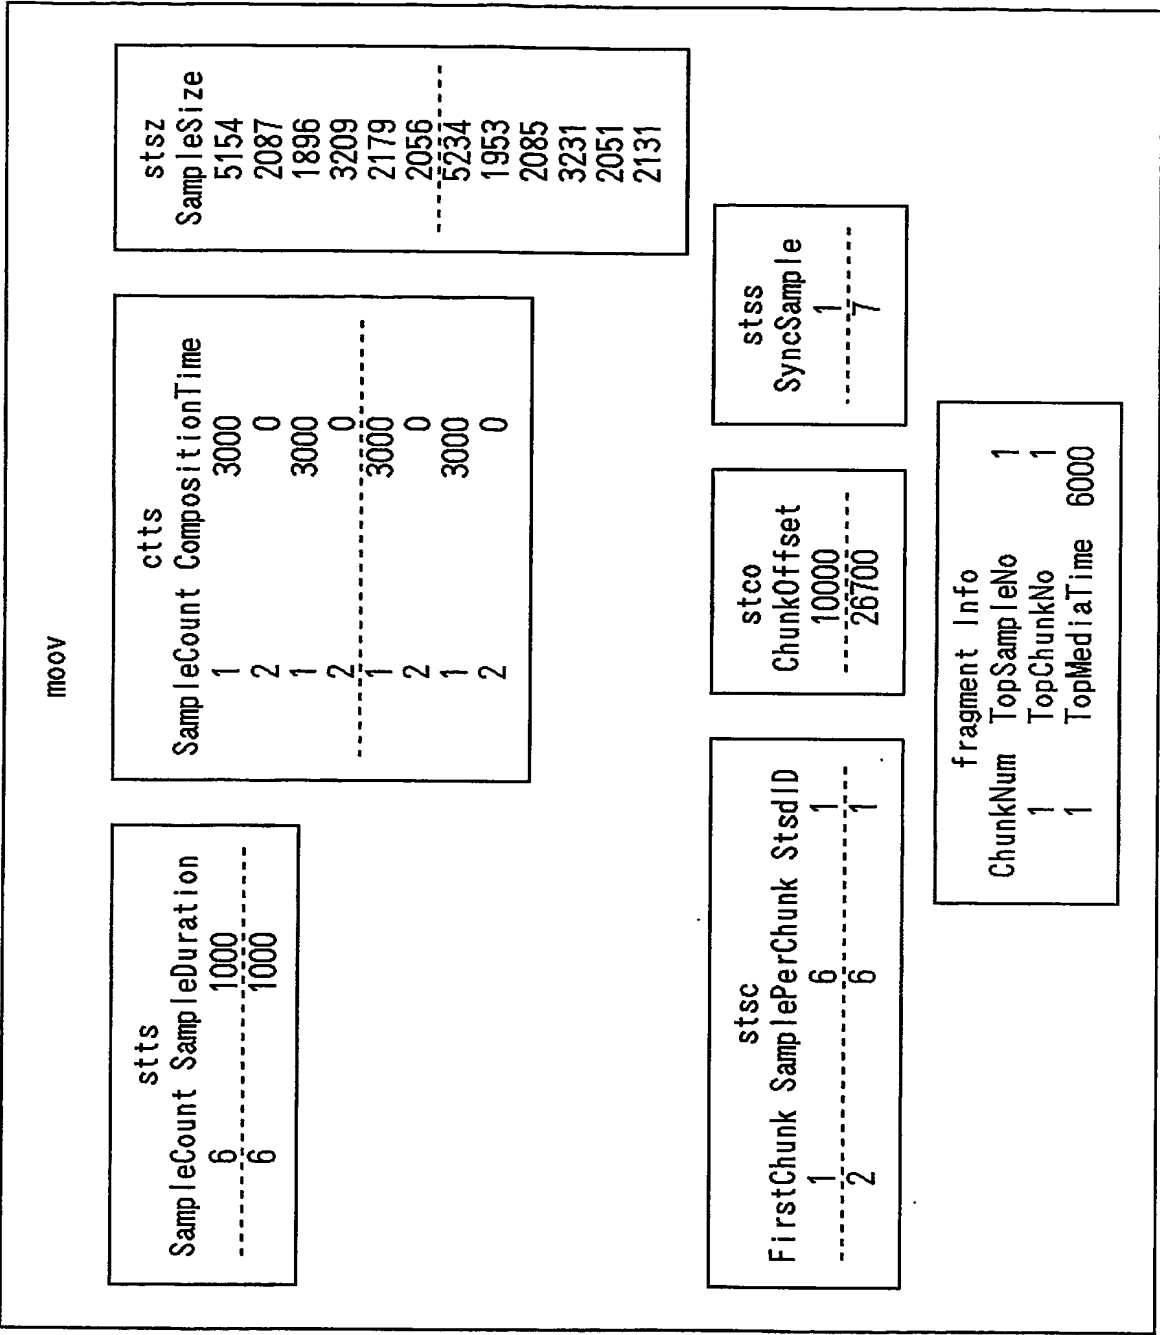 moov
stts
SampleCount SampleDuration
6 1000
6 1000
ctts
SampleCount CompositionTime
1 3000
2 0
1 3000
2 0
1 3000
2 0
1 3000
2 0
stsz
SampleSize
5154
2087
1896
3209
2179
2056
5234
1953
2085
3231
2051
2131
stsc
FirstChunk SamplePerChunk StsdID
1 6 1
2 6 1
stco
ChunkOffset
10000
26700
stss
SyncSample
1
7
fragment Info
ChunkNum TopSampleNo 1
1 TopChunkNo 1
1 TopMediaTime 6000